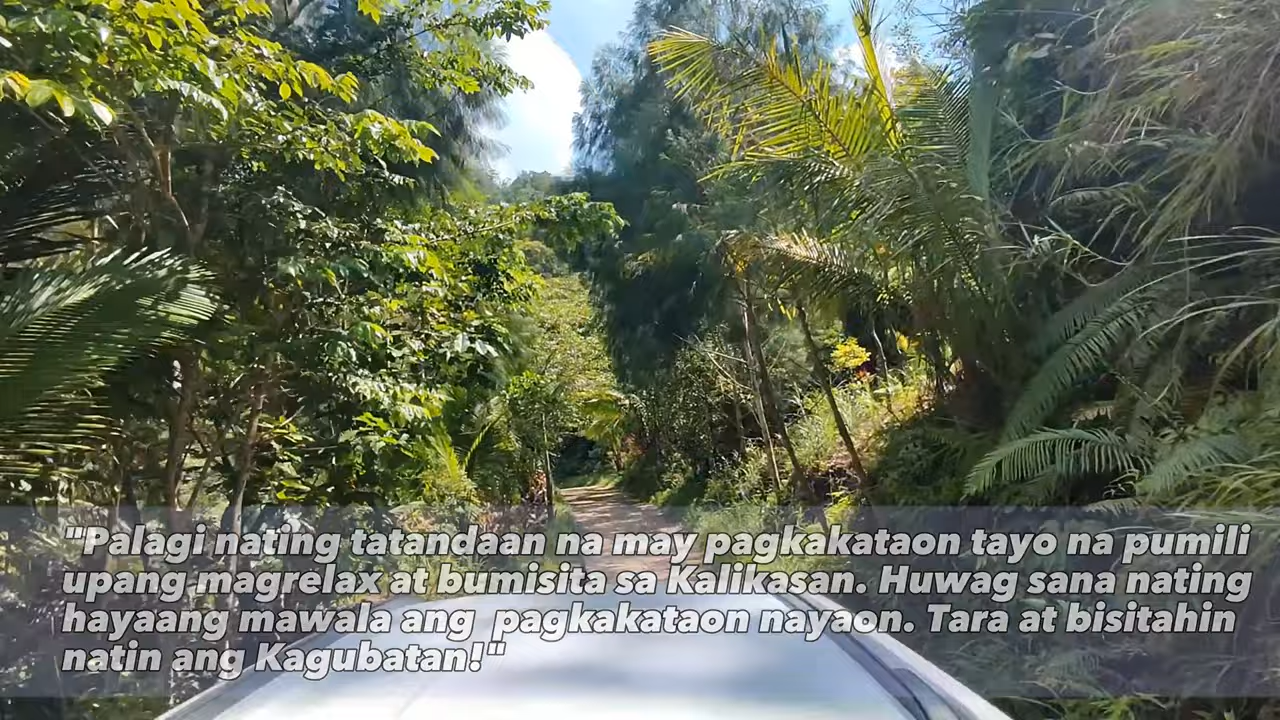 "Palagi nating tatandaan na may pagkakataon tayo na pumili
upang magrelax at bumisita sa Kalikasan. Huwag sana nating
hayaang mawala ang  pagkakataon nayaon. Tara at bisitahin
natin ang Kagubatan!"